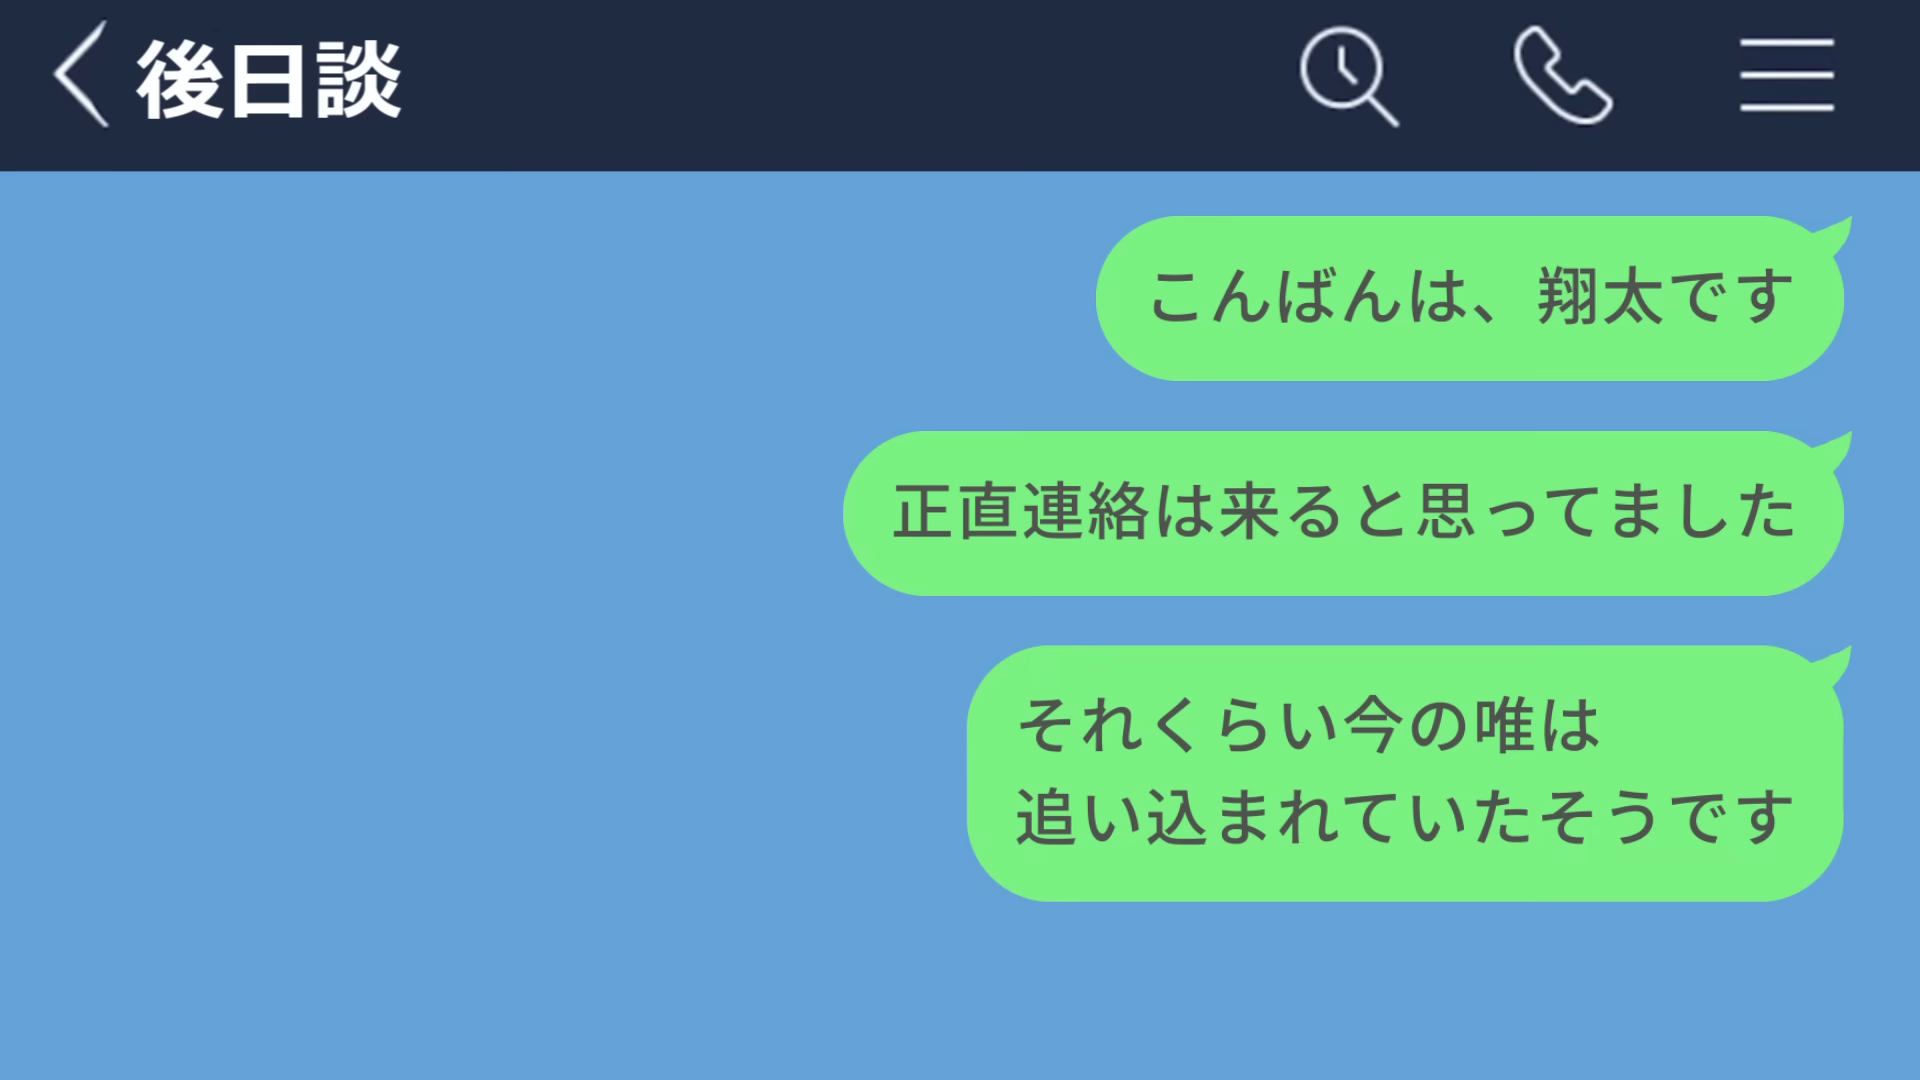 後日談
こんばんは、翔太です
正直連絡は来ると思ってました
それくらい今の唯は
追い込まれていたそうです